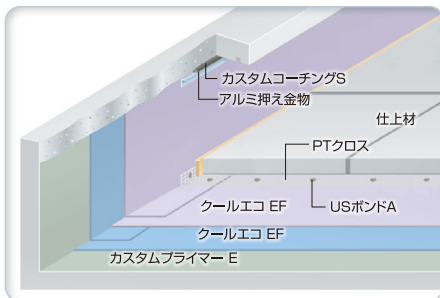 カスタムコーチングS
アルミ押え金物
仕上材
PTクロス
クールエコ EF
USボンドA
クールエコ EF
カスタムプライマー E